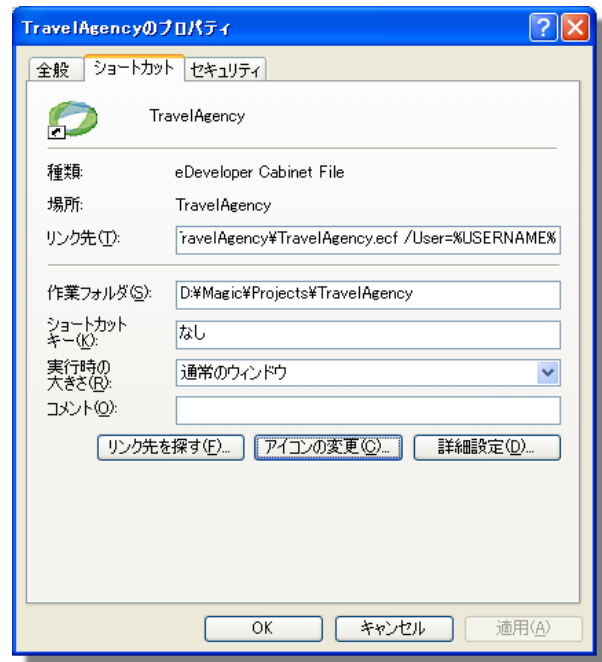 TravelAgencyのプロパティ
全般 ショートカット セキュリティ
TravelAgency
種類: eDeveloper Cabinet File
場所: TravelAgency
リンク先(T): TravelAgency¥TravelAgency.ecf /User=%USERNAME%
作業フォルダ(S): D:¥Magic¥Projects¥TravelAgency
ショートカット
キー(K): なし
実行時の
大きさ(R): 通常のウィンドウ
コメント(O):
リンク先を探す(F)... アイコンの変更(C)... 詳細設定(D)...
OK キャンセル 適用(A)